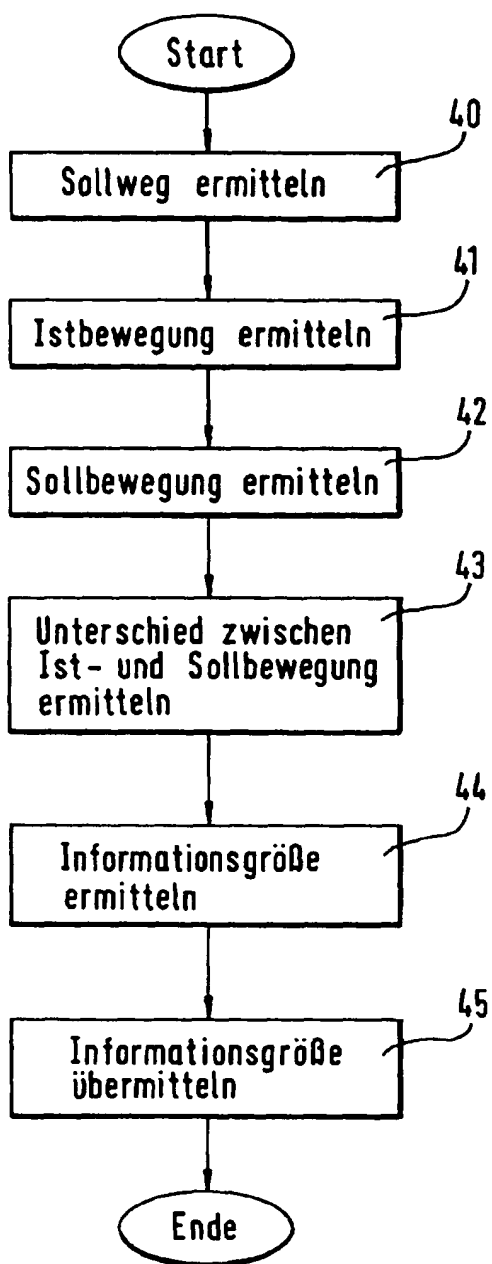 Start
40
Sollweg ermitteln
41
Istbewegung ermitteln
42
Sollbewegung ermitteln
43
Unterschied zwischen
Ist- und Sollbewegung
ermitteln
44
Informationsgröße
ermitteln
45
Informationsgröße
übermitteln
Ende